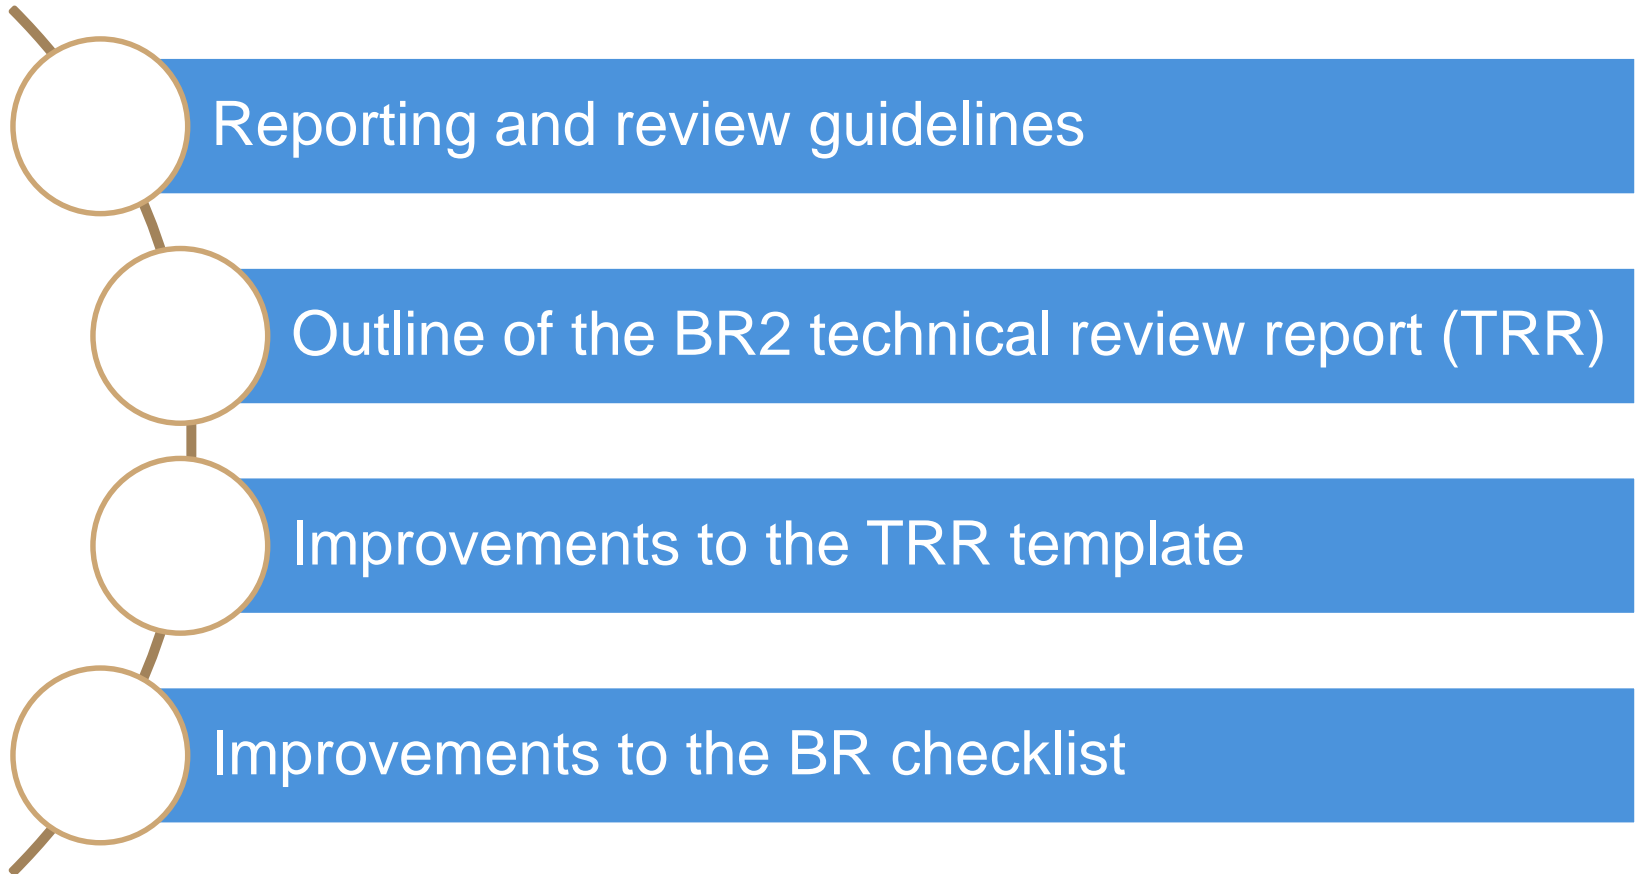 Reporting and review guidelines
Outline of the BR2 technical review report (TRR)
Improvements to the TRR template
Improvements to the BR checklist